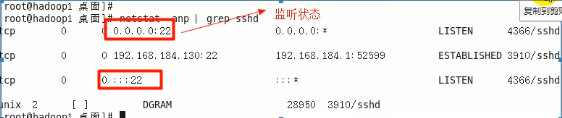 root@hadoop1 桌面]#
root@hadoop1 桌面]# netstat -anp | grep sshd
监听状态
复制到剪
tcp 0 0 0.0.0.0:22 0.0.0.0:* LISTEN 4366/sshd
tcp 0 0 192.168.184.130:22 192.168.184.1:52599 ESTABLISHED 3910/sshd
tcp 0 0 :::22 :::* LISTEN 4366/sshd
unix 2 [ ] DGRAM 28950 3910/sshd
root@hadoop1 桌面]#